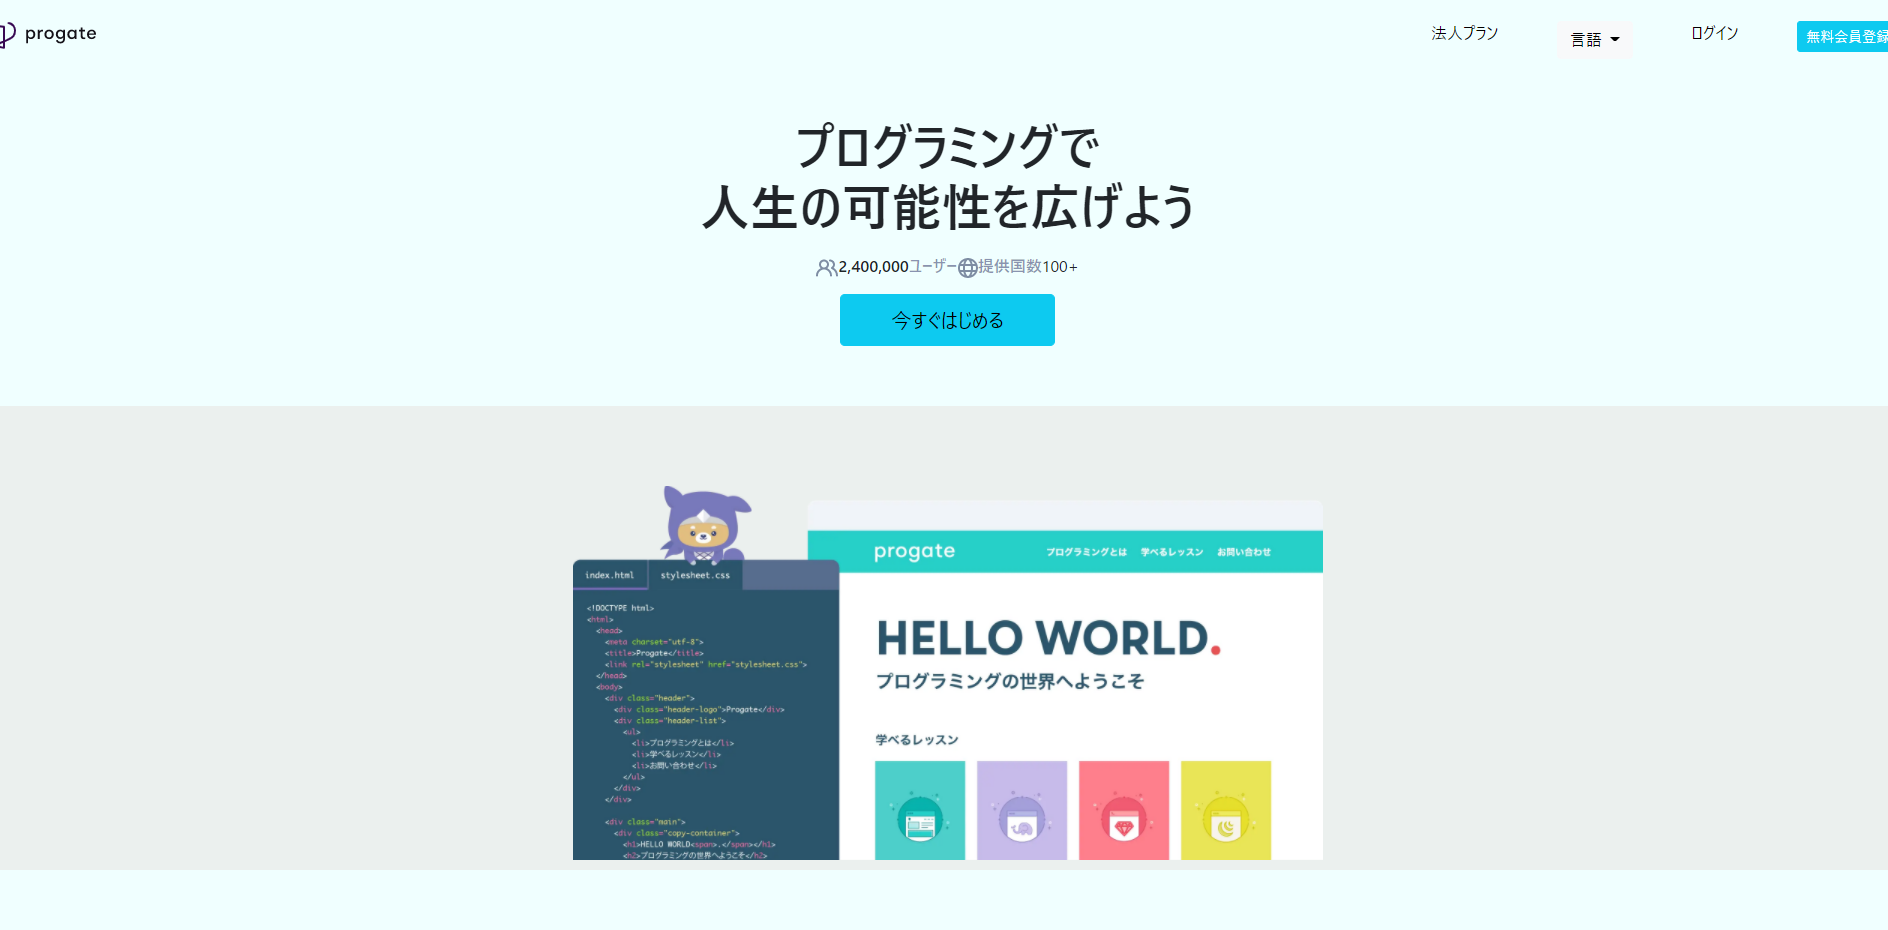 progate
法人プラン
言語
ログイン
無料会員登録
プログラミングで
人生の可能性を広げよう
2,400,000ユーザー提供国数100+
今すぐはじめる
progate
プログラミングとは
学べるレッスン
お問い合わせ
index.html
stylesheet.css
<!DOCTYPE html>
<html>
<head>
<meta charset="utf-8">
<title>Progate</title>
<link rel="stylesheet" href="stylesheet.css">
</head>
<body>
<div class="header">
<div class="header-logo">Progate</div>
<div class="header-list">
<ul>
<li>プログラミングとは</li>
<li>学べるレッスン</li>
<li>お問い合わせ</li>
</ul>
</div>
</div>
<div class="main">
<div class="copy-container">
<h1>HELLO WORLD<span>.</span></h1>
<h2>プログラミングの世界へようこそ</h2>
HELLO WORLD.
プログラミングの世界へようこそ
学べるレッスン